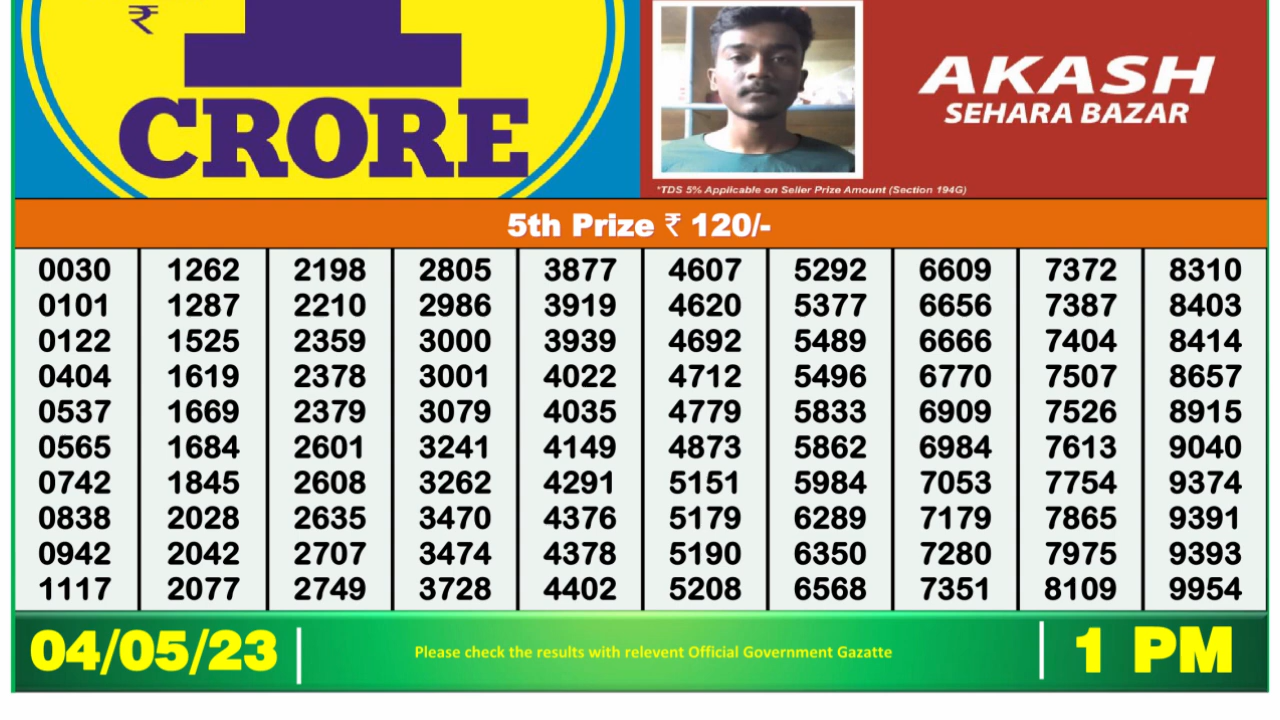 ₹
1
CRORE
AKASH
SEHARA BAZAR
*TDS 5% Applicable on Seller Prize Amount (Section 194G)
5th Prize ₹ 120/-
0030 1262 2198 2805 3877 4607 5292 6609 7372 8310
0101 1287 2210 2986 3919 4620 5377 6656 7387 8403
0122 1525 2359 3000 3939 4692 5489 6666 7404 8414
0404 1619 2378 3001 4022 4712 5496 6770 7507 8657
0537 1669 2379 3079 4035 4779 5833 6909 7526 8915
0565 1684 2601 3241 4149 4873 5862 6984 7613 9040
0742 1845 2608 3262 4291 5151 5984 7053 7754 9374
0838 2028 2635 3470 4376 5179 6289 7179 7865 9391
0942 2042 2707 3474 4378 5190 6350 7280 7975 9393
1117 2077 2749 3728 4402 5208 6568 7351 8109 9954
04/05/23
Please check the results with relevent Official Government Gazatte
1 PM